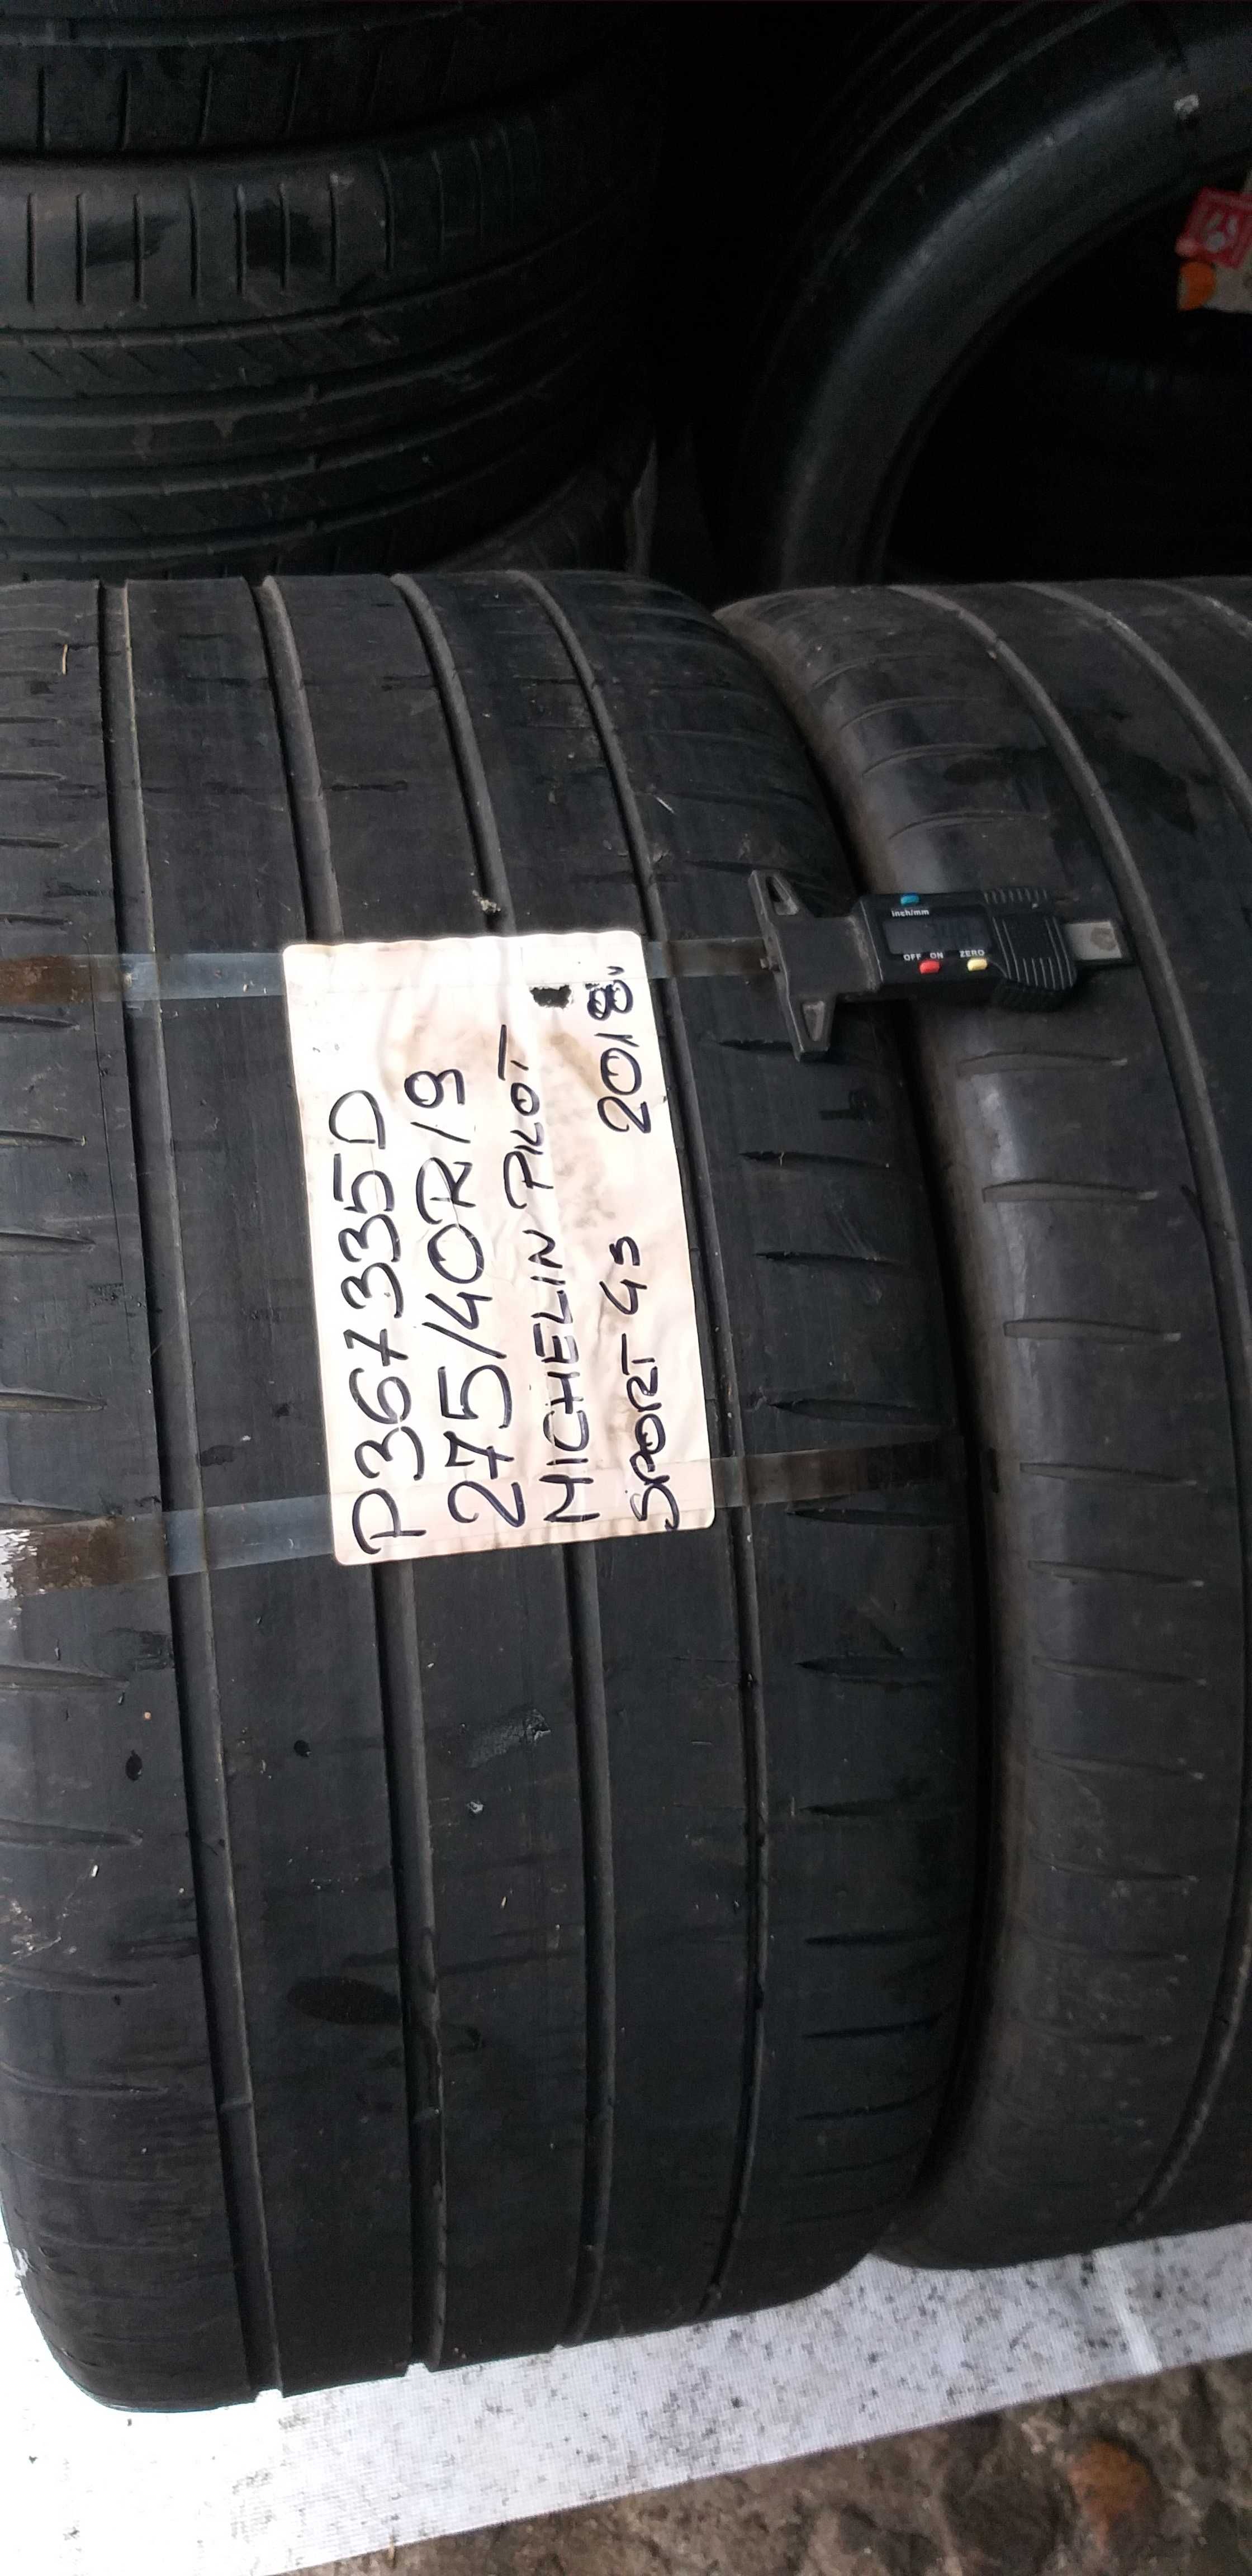 P367335D
275/40R19
MICHELIN PILOT
SPORT 4S 2018
inch/mm
OFF ON ZERO